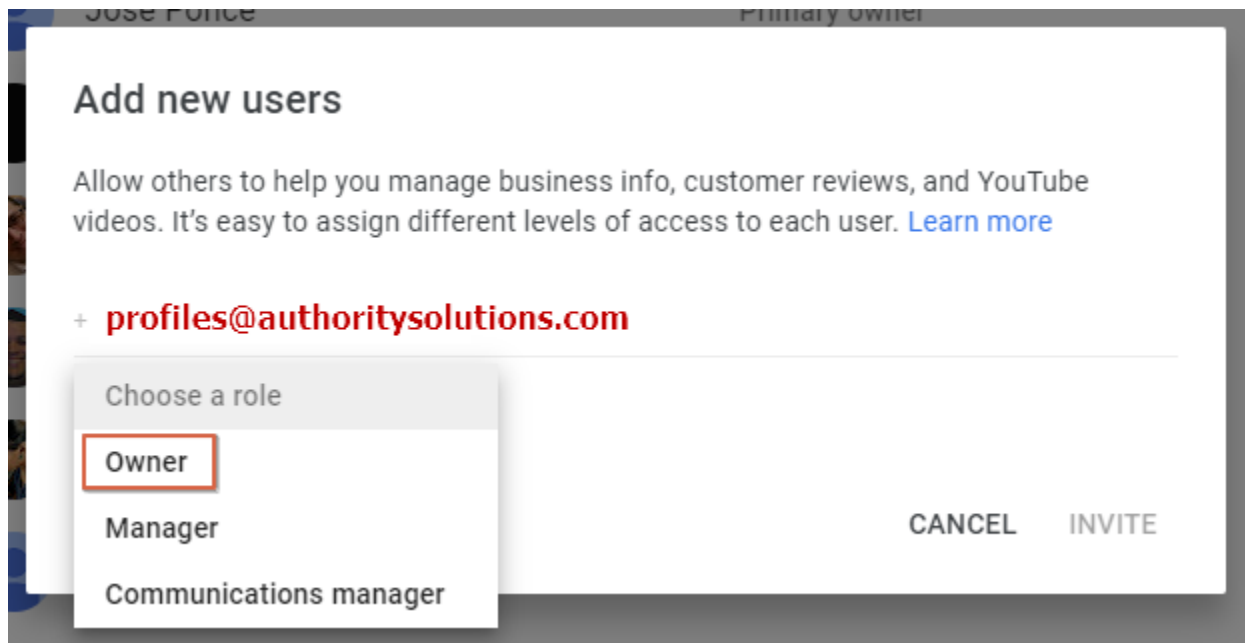 Jose Ponce
Primary owner
Add new users
Allow others to help you manage business info, customer reviews, and YouTube
videos. It's easy to assign different levels of access to each user. Learn more
+ profiles@authoritysolutions.com
Choose a role
Owner
Manager
CANCEL INVITE
Communications manager